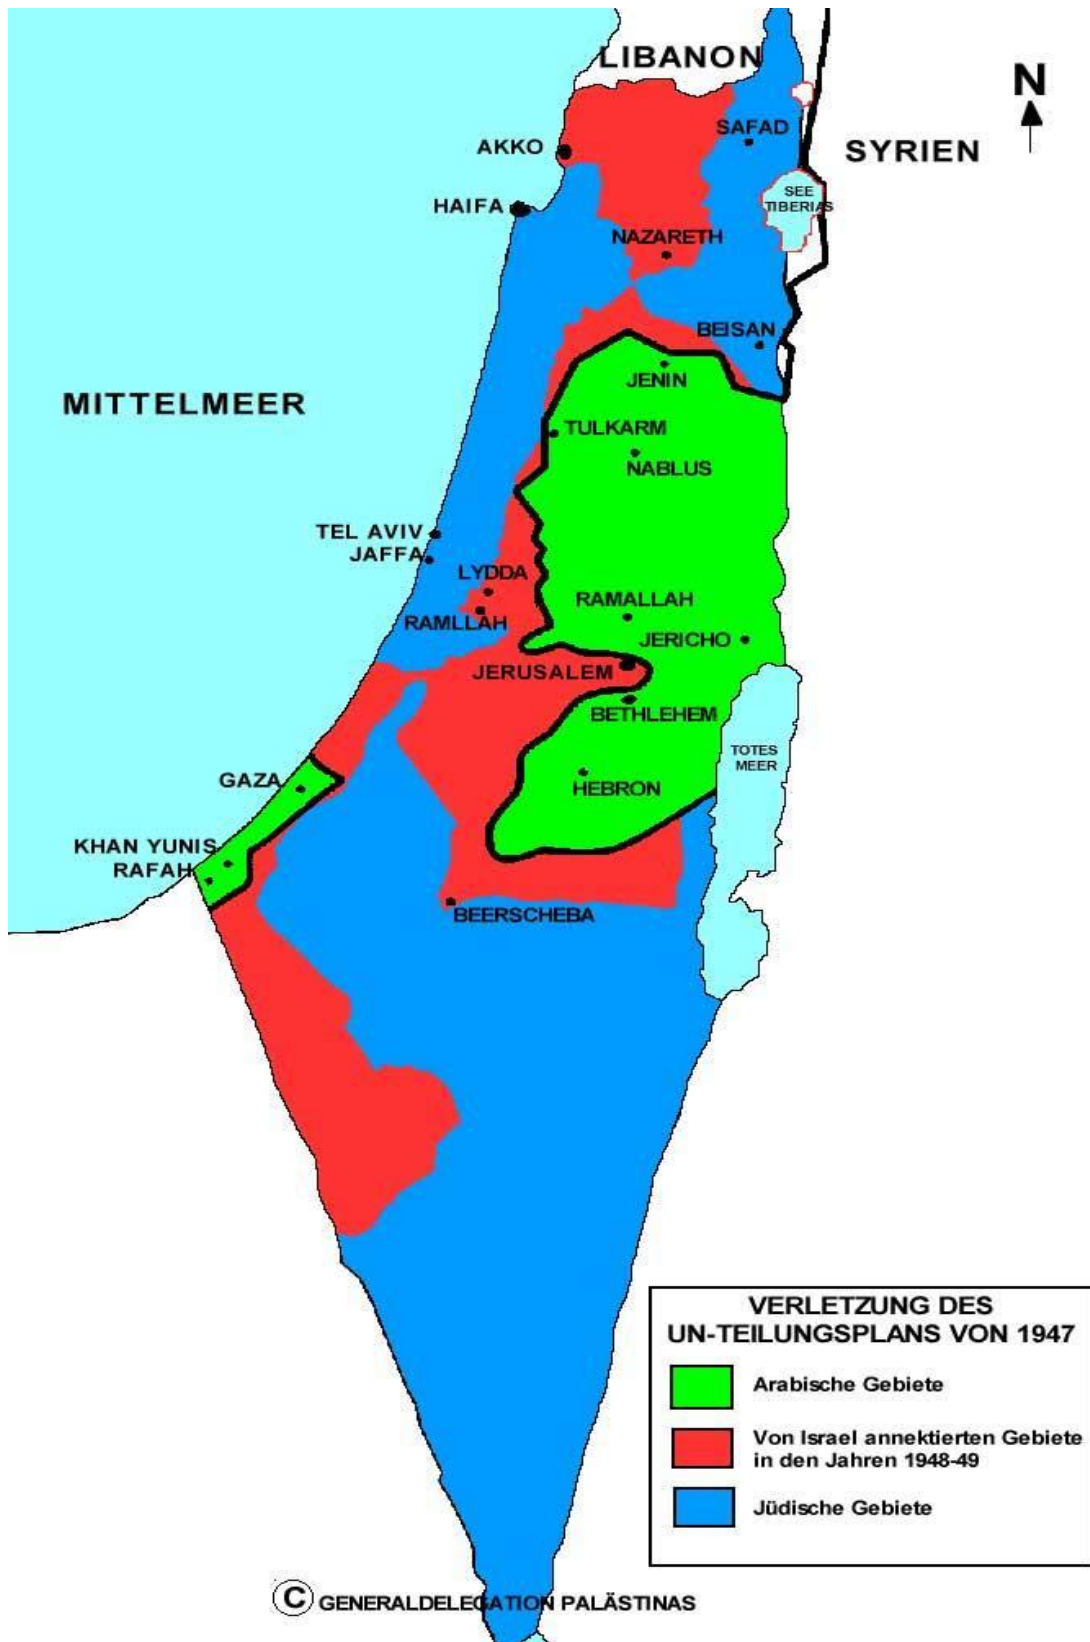 LIBANON
N
SAFAD
AKKO
SYRIEN
SEE
TIBERIAS
HAIFA
NAZARETH
BEISAN
JENIN
MITTELMEER
TULKARM
NABLUS
TEL AVIV
JAFFA
LYDDA
RAMALLAH
RAMLLAH
JERICHO
JERUSALEM
BETHLEHEM
TOTES
MEER
GAZA
HEBRON
KHAN YUNIS
RAFAH
BEERSCHEBA
VERLETZUNG DES
UN-TEILUNGSPLANS VON 1947
Arabische Gebiete
Von Israel annektierten Gebiete
in den Jahren 1948-49
Jüdische Gebiete
© GENERALDELEGATION PALÄSTINAS